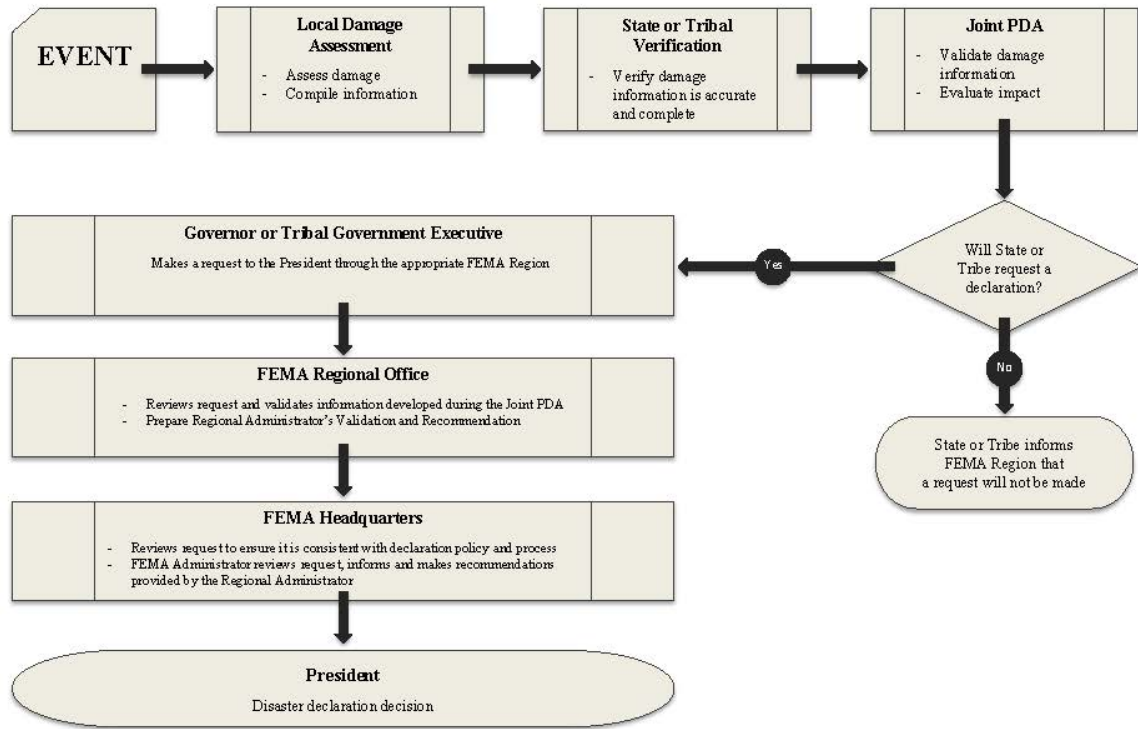 EVENT
Local Damage
Assessment
- Assess damage
- Compile information
State or Tribal
Verification
- Verify damage
information is accurate
and complete
Joint PDA
- Validate damage
information
- Evaluate impact
Will State or
Tribe request a
declaration?
Yes
No
State or Tribe informs
FEMA Region that
a request will not be made
Governor or Tribal Government Executive
Makes a request to the President through the appropriate FEMA Region
FEMA Regional Office
- Reviews request and validates information developed during the Joint PDA
- Prepare Regional Administrator's Validation and Recommendation
FEMA Headquarters
- Reviews request to ensure it is consistent with declaration policy and process
- FEMA Administrator reviews request, informs and makes recommendations
provided by the Regional Administrator
President
Disaster declaration decision